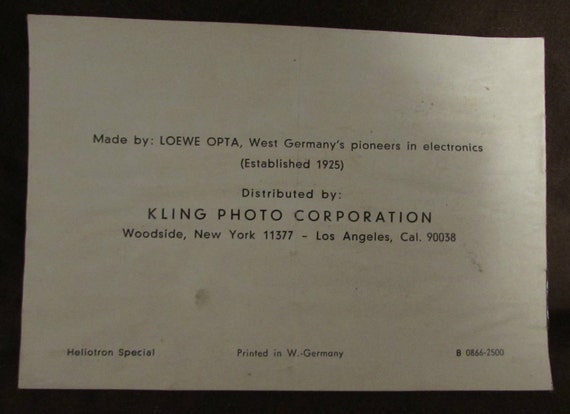 Made by: LOEWE OPTA, West Germany's pioneers in electronics
(Established 1925)
Distributed by:
KLING PHOTO CORPORATION
Woodside, New York 11377 - Los Angeles, Cal. 90038
Heliotron Special Printed in W.-Germany B 0866-2500